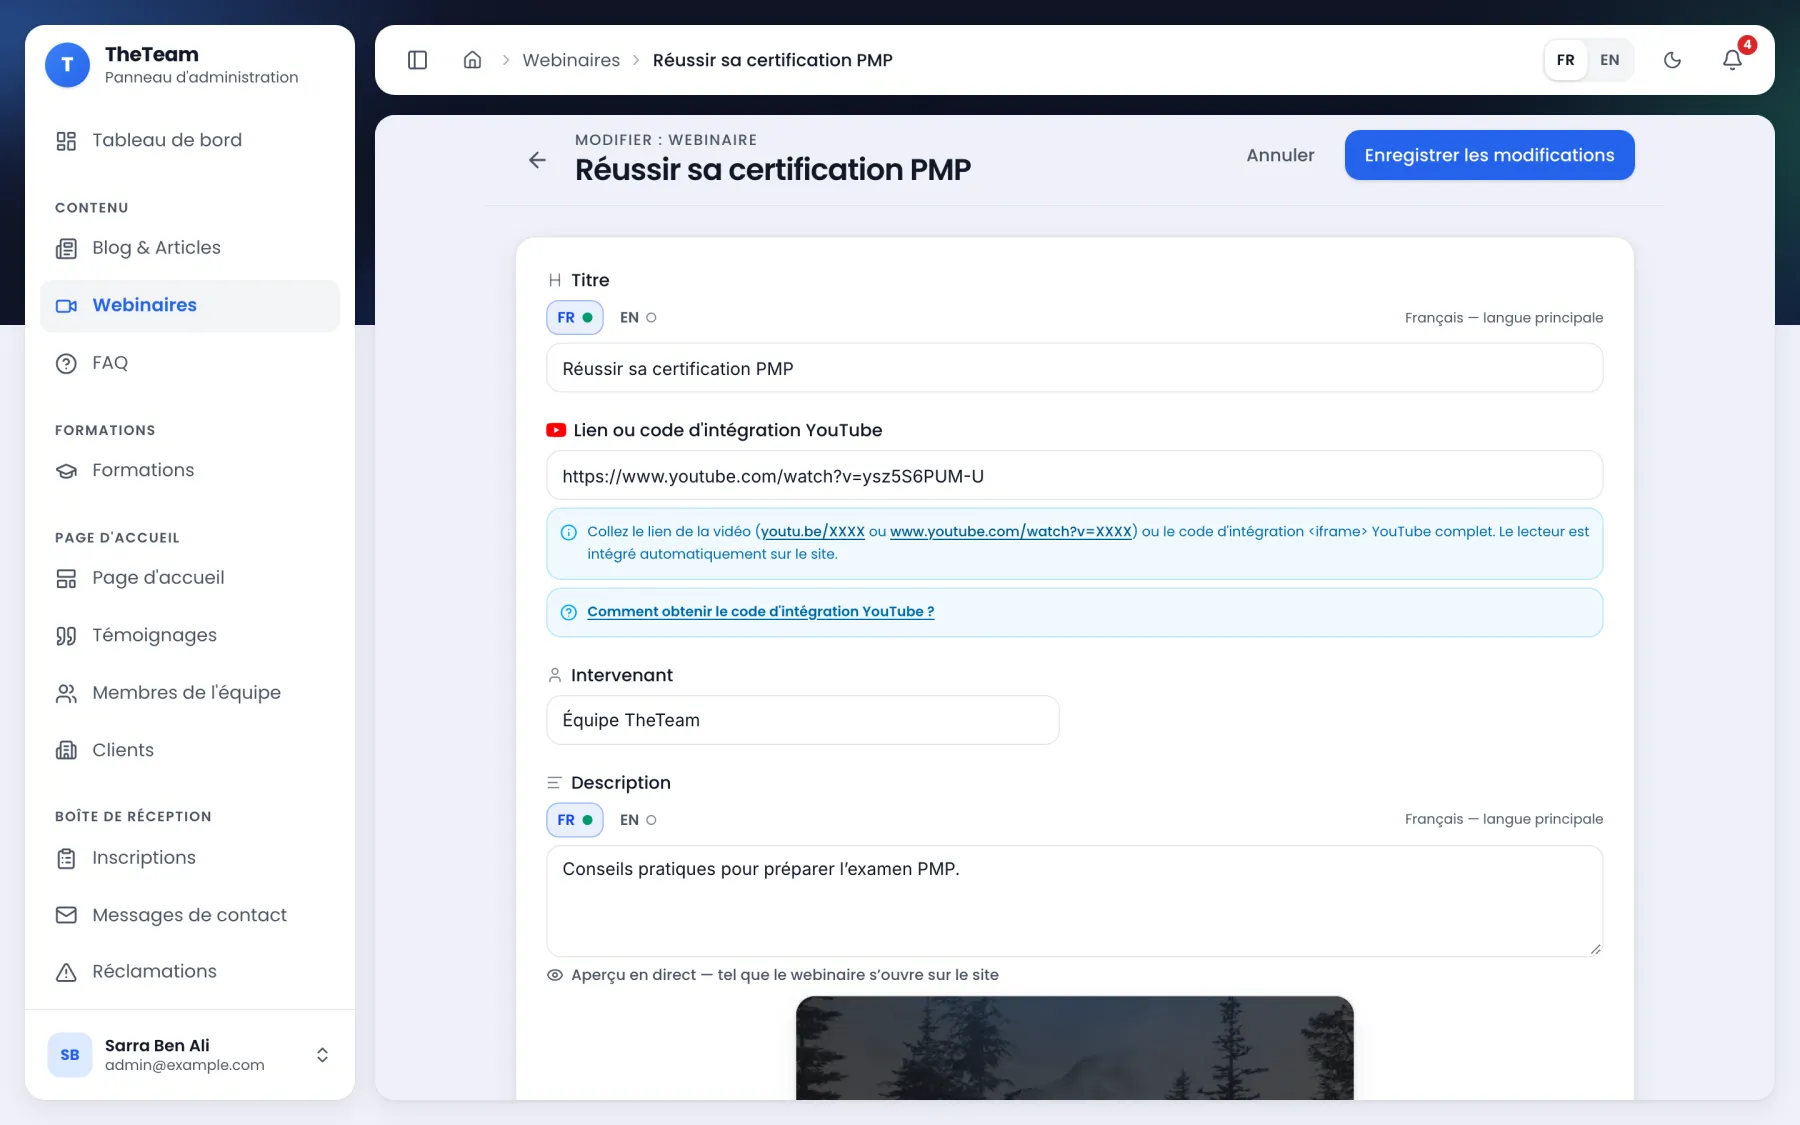 T
TheTeam
Panneau d'administration
Tableau de bord
CONTENU
Blog & Articles
Webinaires
FAQ
FORMATIONS
Formations
PAGE D'ACCUEIL
Page d'accueil
Témoignages
Membres de l'équipe
Clients
BOÎTE DE RÉCEPTION
Inscriptions
Messages de contact
Réclamations
SB
Sarra Ben Ali
admin@example.com
Webinaires
Réussir sa certification PMP
FR EN
4
MODIFIER : WEBINAIRE
Réussir sa certification PMP
Annuler
Enregistrer les modifications
Titre
FR EN
Français — langue principale
Réussir sa certification PMP
Lien ou code d'intégration YouTube
https://www.youtube.com/watch?v=ysz5S6PUM-U
Collez le lien de la vidéo (youtu.be/XXXX ou www.youtube.com/watch?v=XXXX) ou le code d'intégration <iframe> YouTube complet. Le lecteur est
intégré automatiquement sur le site.
Comment obtenir le code d'intégration YouTube ?
Intervenant
Équipe TheTeam
Description
FR EN
Français — langue principale
Conseils pratiques pour préparer l’examen PMP.
Aperçu en direct — tel que le webinaire s’ouvre sur le site